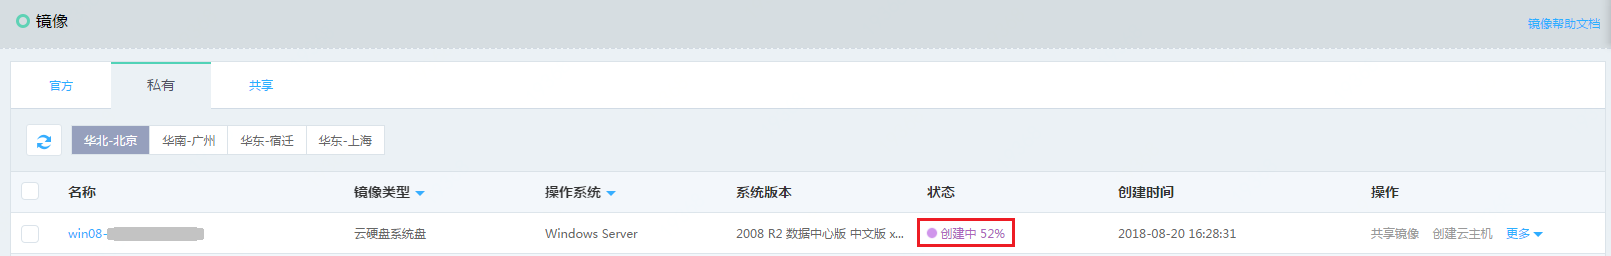 镜像
镜像帮助文档
官方 私有 共享
华北-北京 华南-广州 华东-宿迁 华东-上海
名称 镜像类型 操作系统 系统版本 状态 创建时间 操作
win08- 云硬盘系统盘 Windows Server 2008 R2 数据中心版 中文版 x... 创建中 52% 2018-08-20 16:28:31 共享镜像 创建云主机 更多